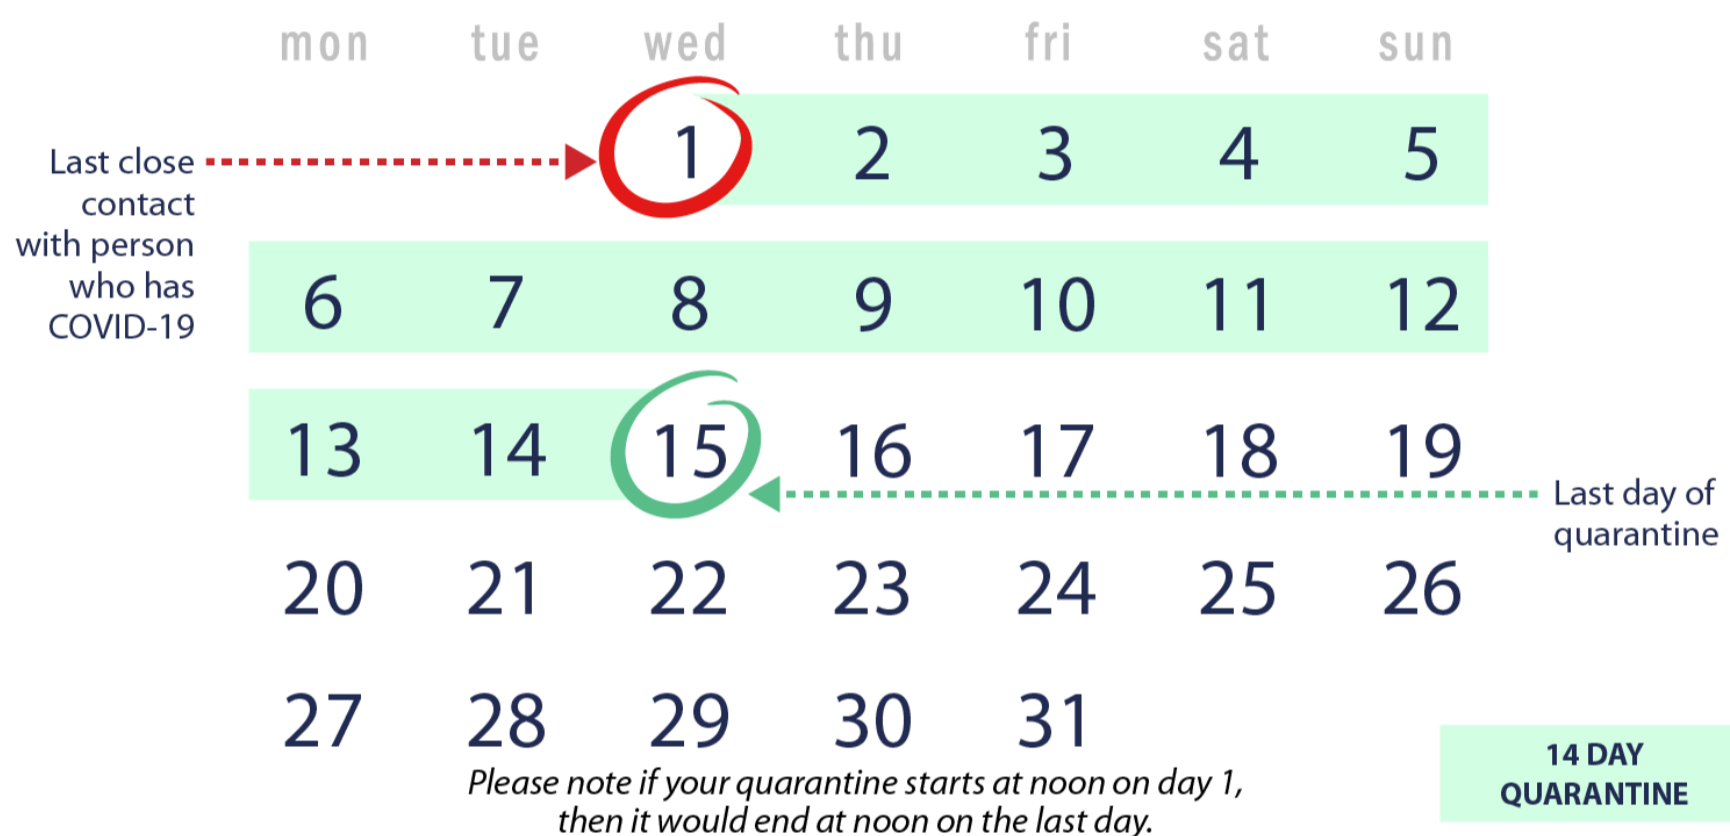 mon tue wed thu fri sat sun
1 2 3 4 5
Last close
contact
with person
who has
COVID-19
6 7 8 9 10 11 12
13 14 15 16 17 18 19
Last day of
quarantine
20 21 22 23 24 25 26
27 28 29 30 31
14 DAY
QUARANTINE
Please note if your quarantine starts at noon on day 1,
then it would end at noon on the last day.